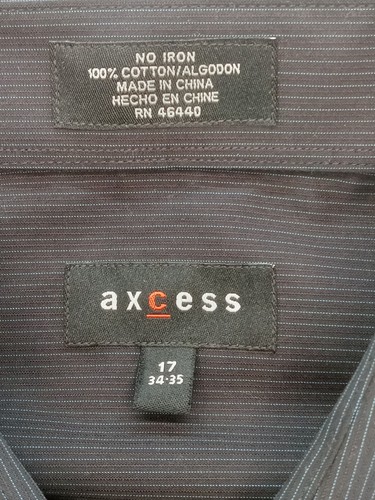 NO IRON
100% COTTON/ALGODON
MADE IN CHINA
HECHO EN CHINE
RN 46440
axcess
17
34-35